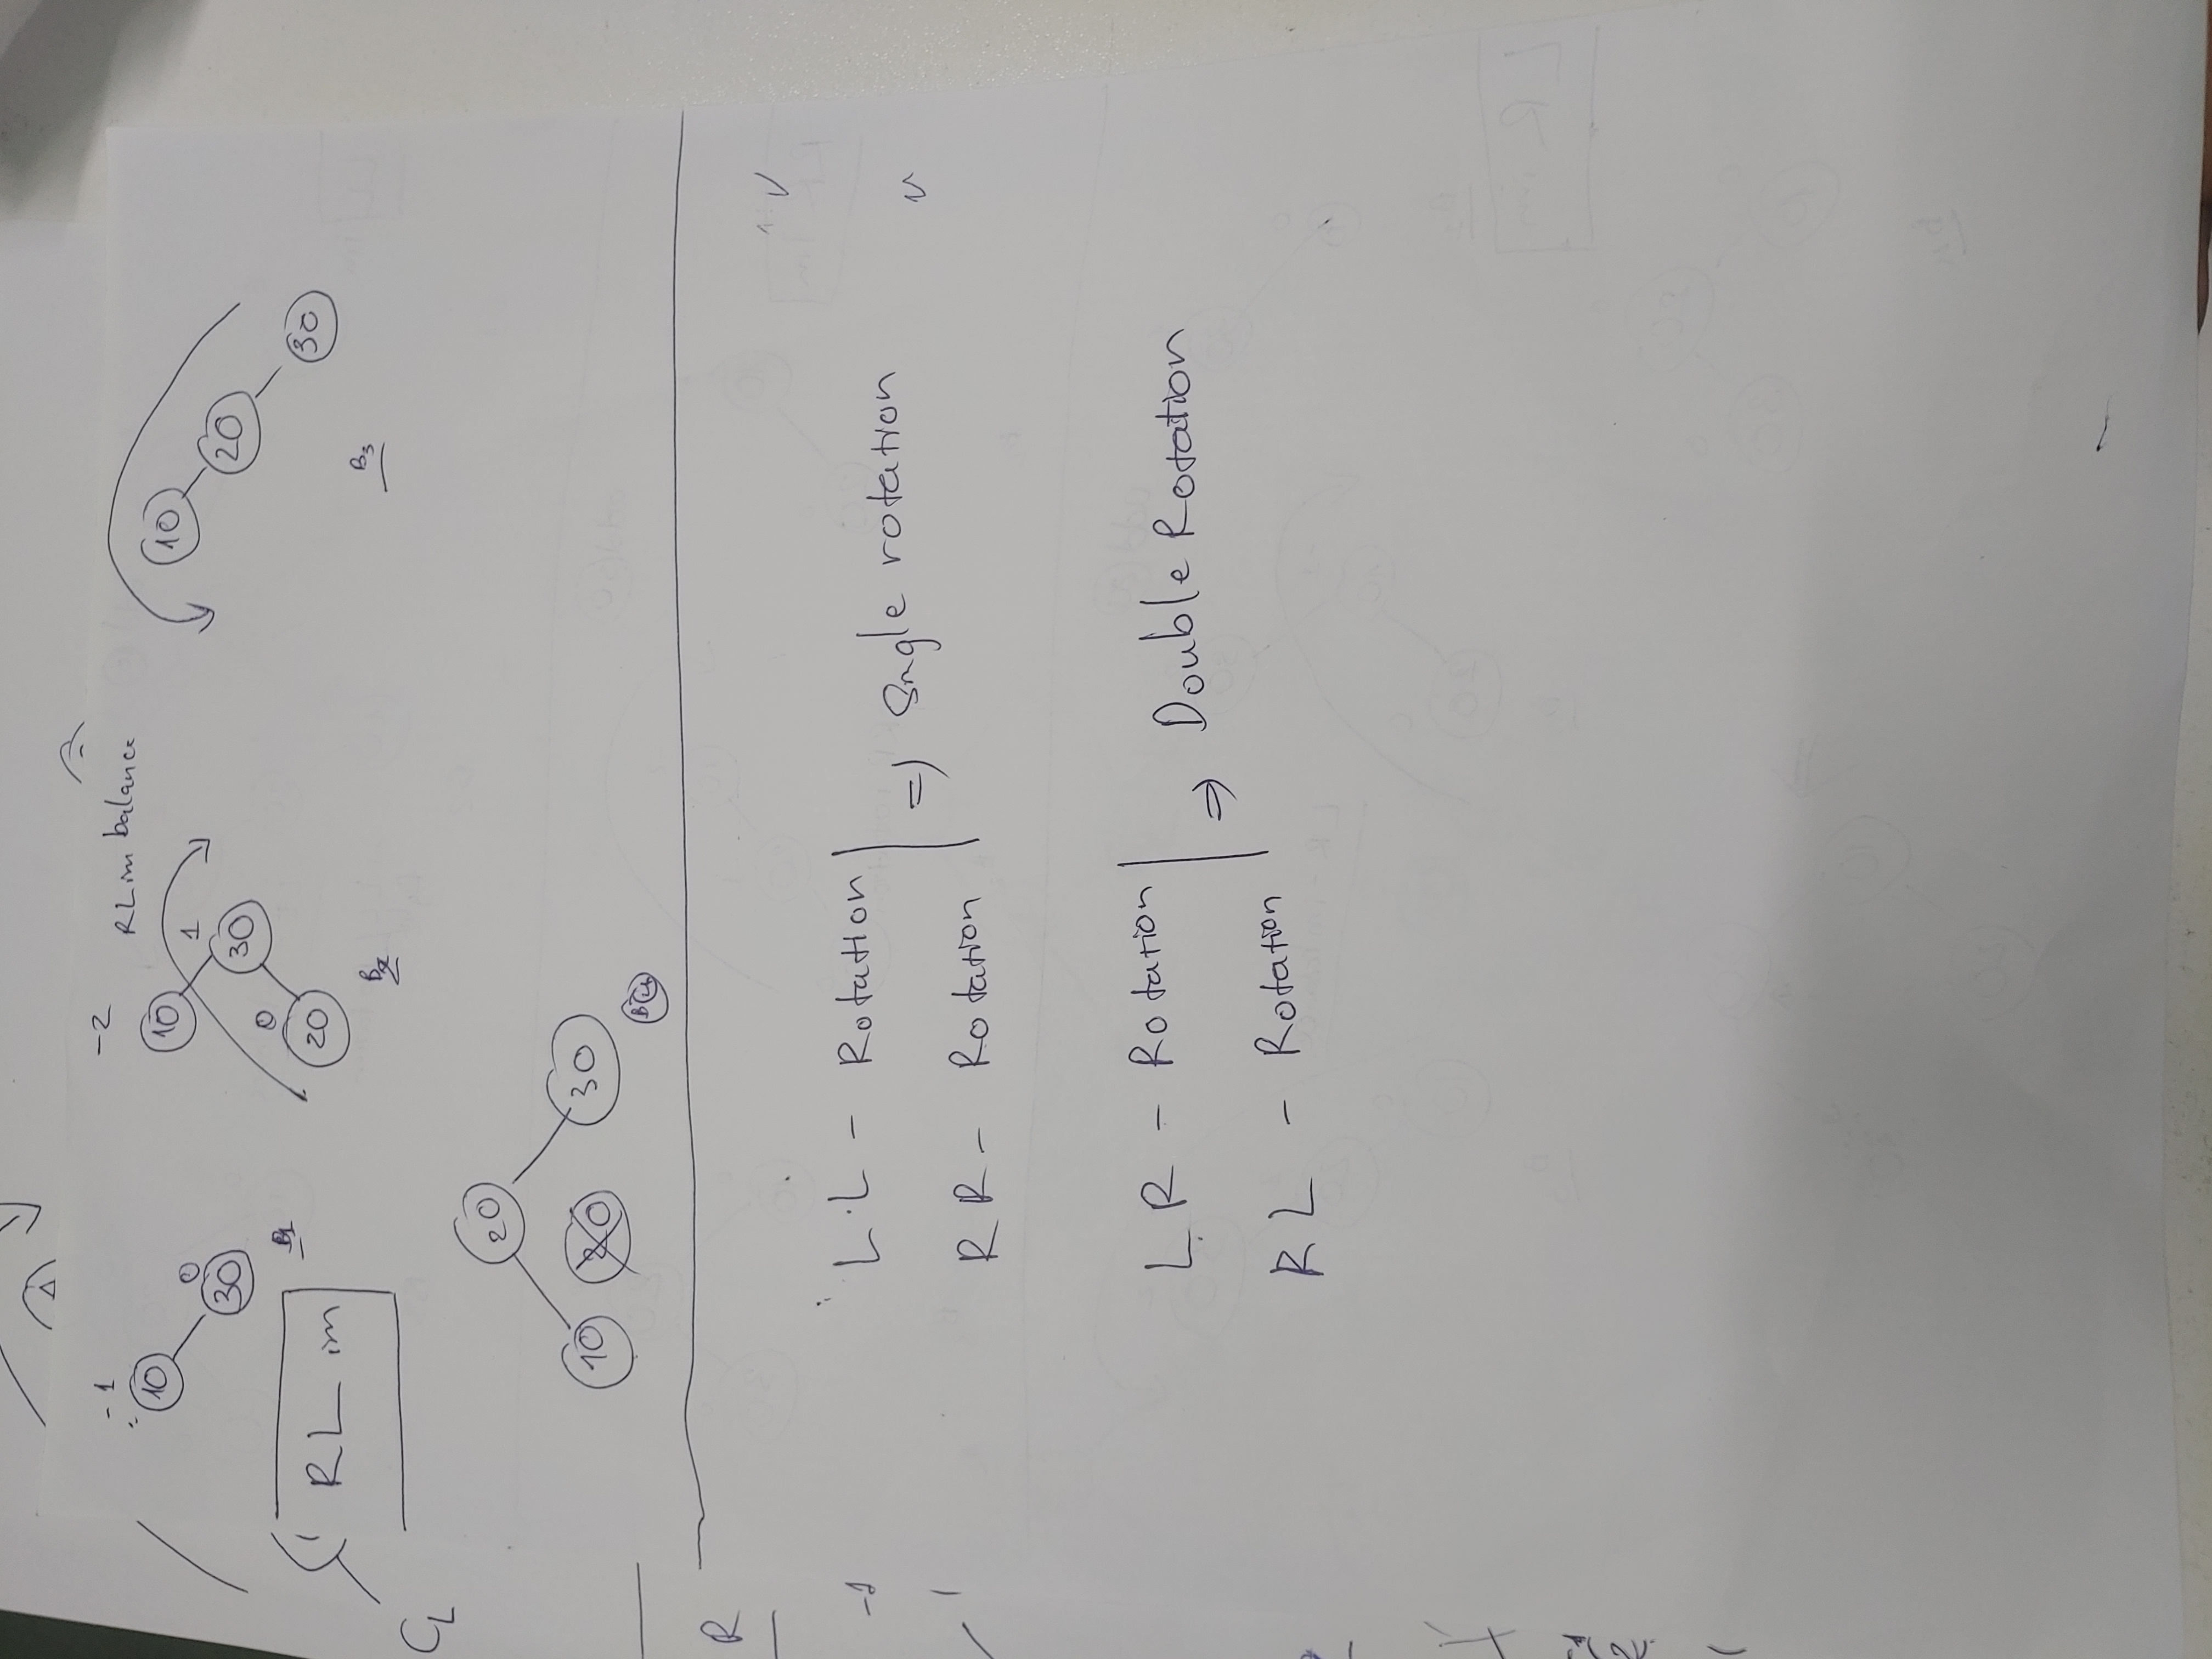 -1
10
0
30
B1
RL im
-2
RL im balance
10
1
30
0
20
B2
10
20
30
B3
CL
20
10
30
B4
R
-1
LL - Rotation
RR - Rotation
=> Sngle rotation
LR - Rotation
RL - Rotation
=> Double Rotation
2